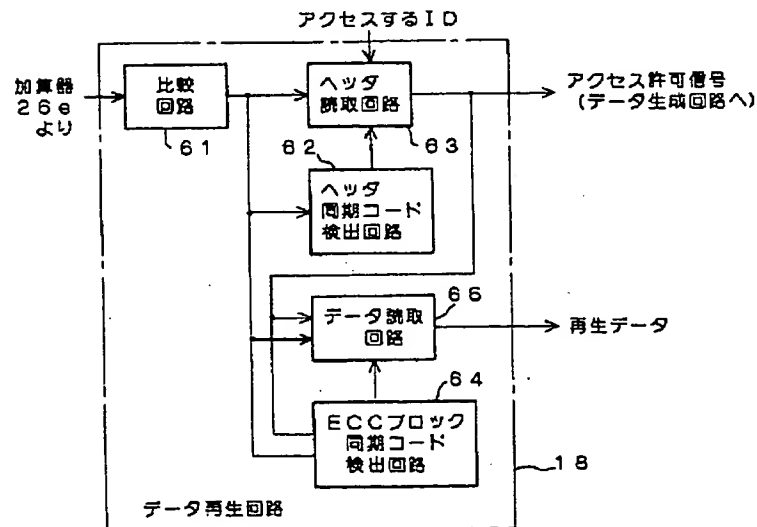 アクセスするID
加算器
26e
より
比較
回路
61
ヘッダ
読取回路
63
アクセス許可信号
(データ生成回路へ)
62
ヘッダ
同期コード
検出回路
65
データ読取
回路
再生データ
64
ECCブロック
同期コード
検出回路
18
データ再生回路